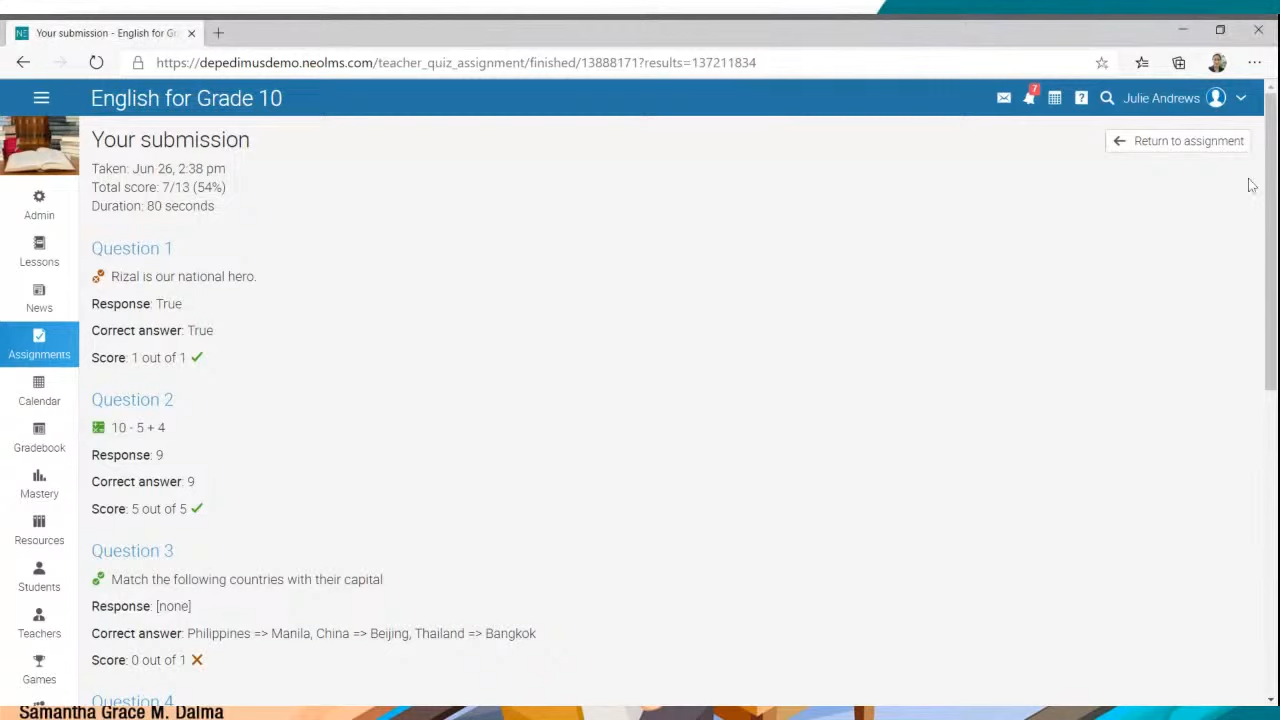 Your submission - English for Gr
https://depedimusdemo.neolms.com/teacher_quiz_assignment/finished/13888171?results=137211834
English for Grade 10
7
Julie Andrews
Your submission
Return to assignment
Taken: Jun 26, 2:38 pm
Total score: 7/13 (54%)
Duration: 80 seconds
Admin
Lessons
News
Assignments
Calendar
Gradebook
Mastery
Resources
Students
Teachers
Games
Question 1
Rizal is our national hero.
Response: True
Correct answer: True
Score: 1 out of 1
Question 2
10 - 5 + 4
Response: 9
Correct answer: 9
Score: 5 out of 5
Question 3
Match the following countries with their capital
Response: [none]
Correct answer: Philippines => Manila, China => Beijing, Thailand => Bangkok
Score: 0 out of 1
Question 4
Samantha Grace M. Dalma